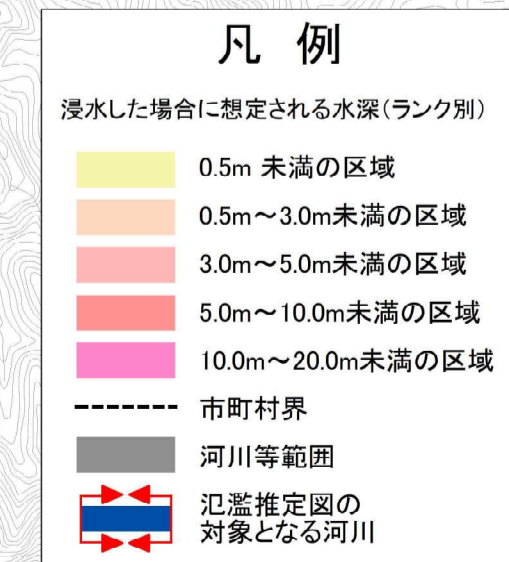 凡 例
浸水した場合に想定される水深(ランク別)
0.5m 未満の区域
0.5m~3.0m未満の区域
3.0m~5.0m未満の区域
5.0m~10.0m未満の区域
10.0m~20.0m未満の区域
市町村界
河川等範囲
氾濫推定図の
対象となる河川